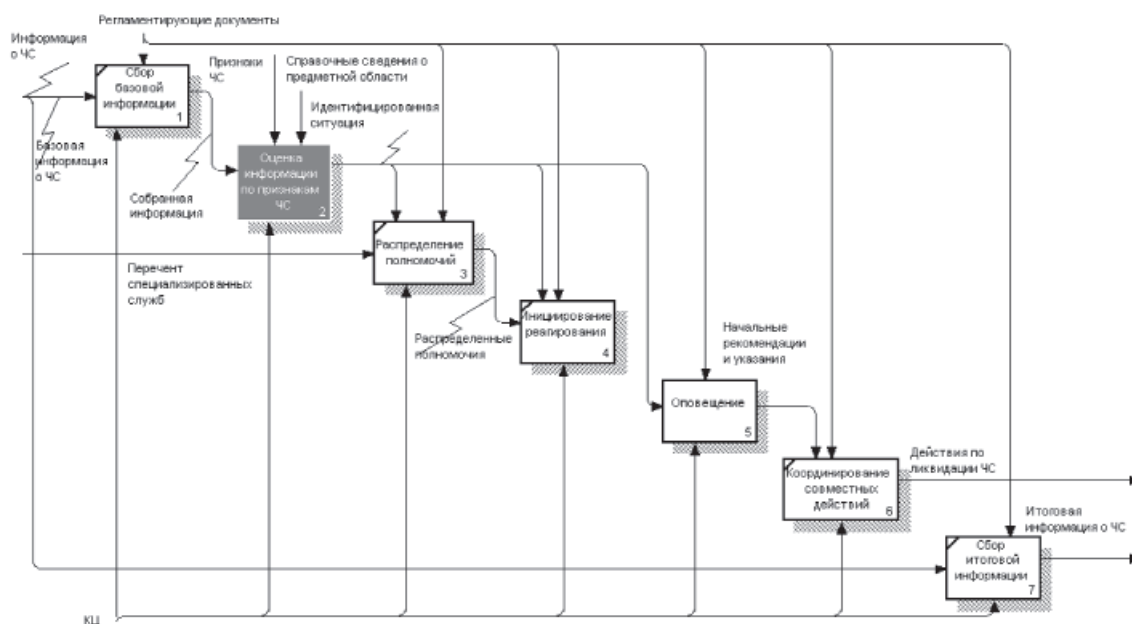 Регламентирующие документы
Информация
о ЧС
Сбор
базовой
информации
1
Признаки
ЧС
Справочные сведения о
предметной области
Идентифицированная
ситуация
Базовая
информация
о ЧС
Собранная
информация
Оценка
информации
по признакам
ЧС
2
Распределение
полномочий
3
Перечент
специализированных
служб
Распределенные
полномочия
Инициирование
реагирования
4
Начальные
рекомендации
и указания
Оповещение
5
Координирование
совместных
действий
6
Действия по
ликвидации ЧС
Итоговая
информация о ЧС
Сбор
итоговой
информации
7
КЦ